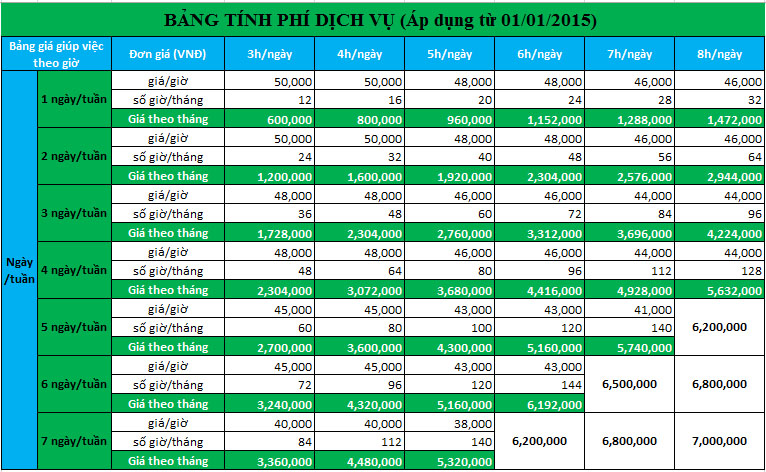 BẢNG TÍNH PHÍ DỊCH VỤ (Áp dụng từ 01/01/2015)
Bảng giá giúp việc theo giờ Đơn giá (VNĐ) 3h/ngày 4h/ngày 5h/ngày 6h/ngày 7h/ngày 8h/ngày
Ngày /tuần
1 ngày/tuần
giá/giờ 50,000 50,000 48,000 48,000 46,000 46,000
số giờ/tháng 12 16 20 24 28 32
Giá theo tháng 600,000 800,000 960,000 1,152,000 1,288,000 1,472,000
2 ngày/tuần
giá/giờ 50,000 50,000 48,000 48,000 46,000 46,000
số giờ/tháng 24 32 40 48 56 64
Giá theo tháng 1,200,000 1,600,000 1,920,000 2,304,000 2,576,000 2,944,000
3 ngày/tuần
giá/giờ 48,000 48,000 46,000 46,000 44,000 44,000
số giờ/tháng 36 48 60 72 84 96
Giá theo tháng 1,728,000 2,304,000 2,760,000 3,312,000 3,696,000 4,224,000
4 ngày/tuần
giá/giờ 48,000 48,000 46,000 46,000 44,000 44,000
số giờ/tháng 48 64 80 96 112 128
Giá theo tháng 2,304,000 3,072,000 3,680,000 4,416,000 4,928,000 5,632,000
5 ngày/tuần
giá/giờ 45,000 45,000 43,000 43,000 41,000
số giờ/tháng 60 80 100 120 140 6,200,000
Giá theo tháng 2,700,000 3,600,000 4,300,000 5,160,000 5,740,000
6 ngày/tuần
giá/giờ 45,000 45,000 43,000 43,000
số giờ/tháng 72 96 120 144 6,500,000 6,800,000
Giá theo tháng 3,240,000 4,320,000 5,160,000 6,192,000
7 ngày/tuần
giá/giờ 40,000 40,000 38,000
số giờ/tháng 84 112 140 6,200,000 6,800,000 7,000,000
Giá theo tháng 3,360,000 4,480,000 5,320,000